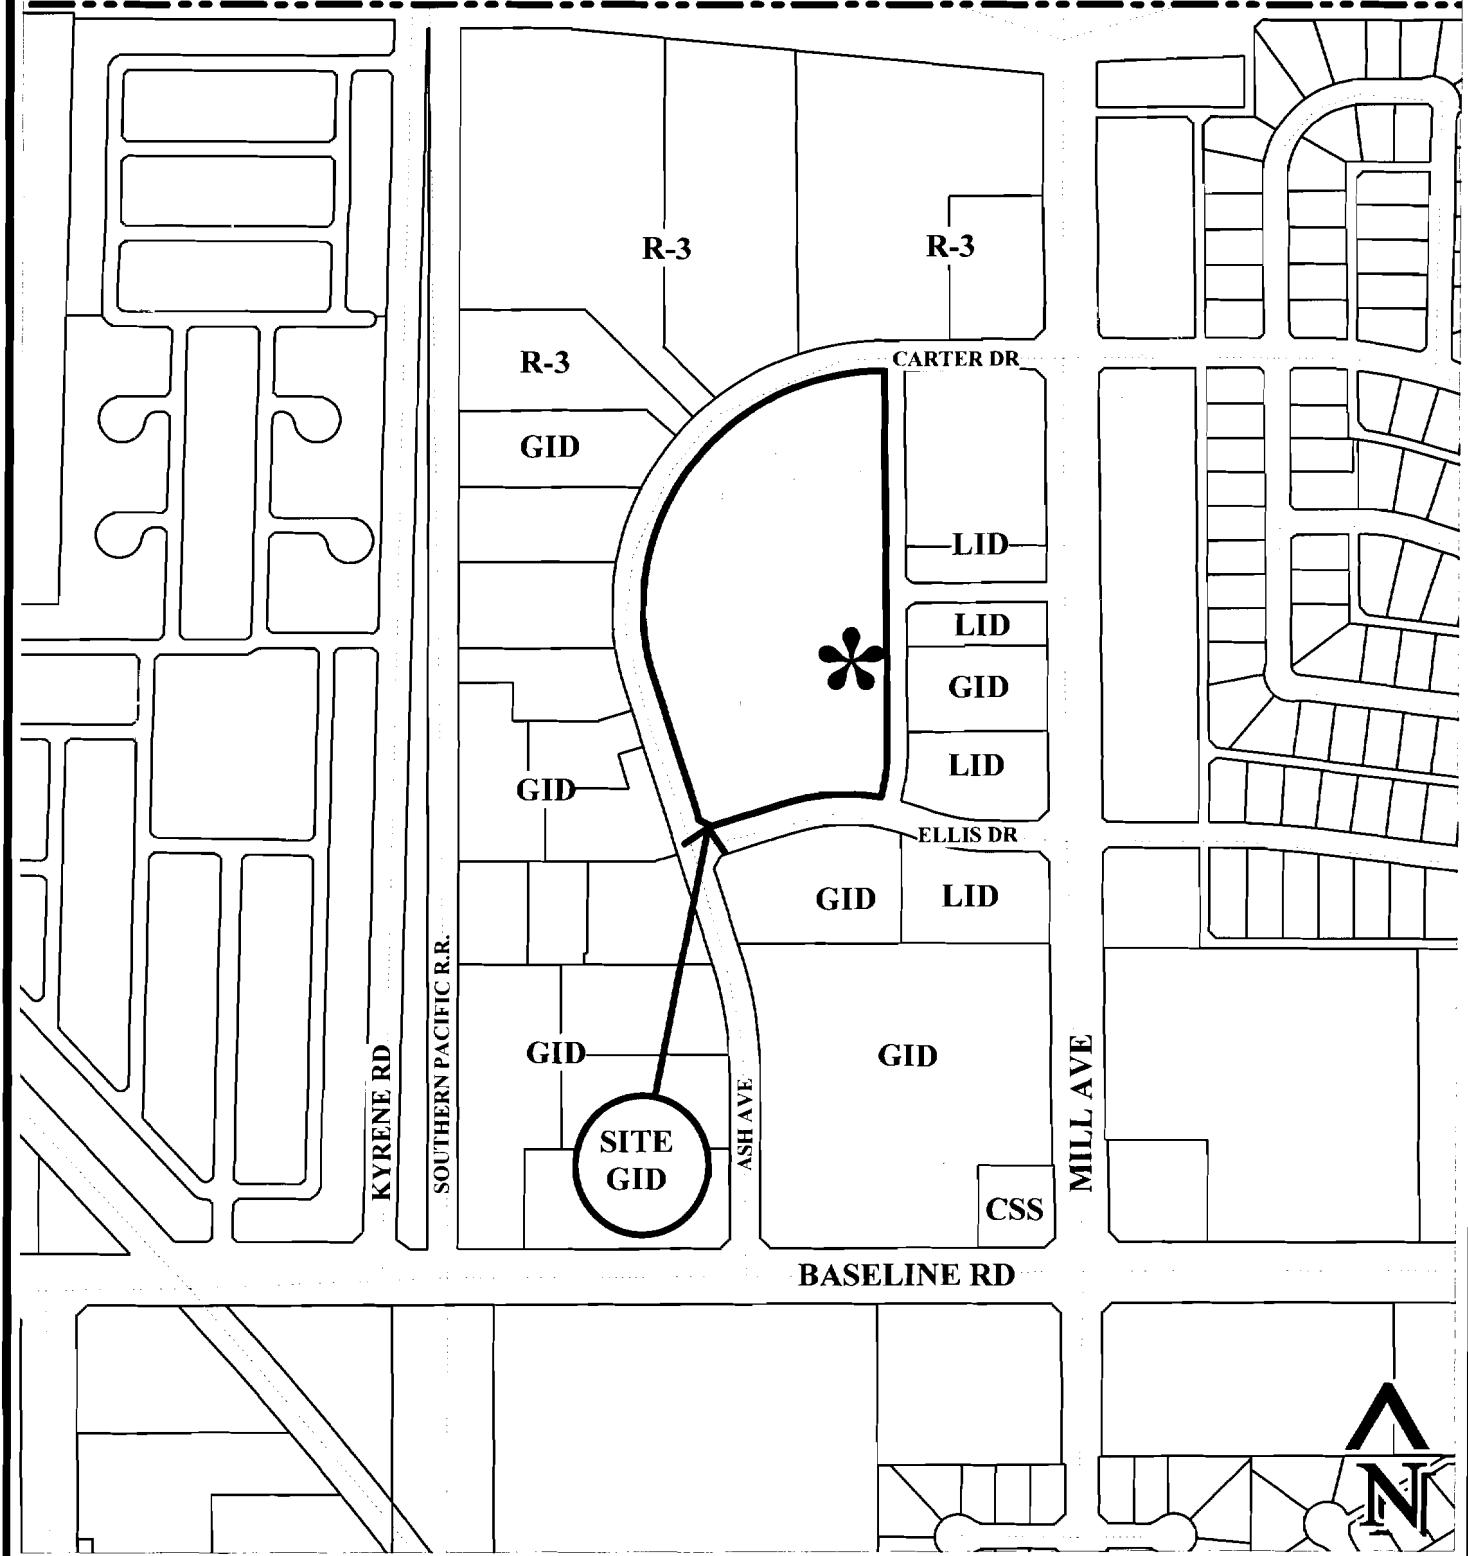 R-3
R-3
CARTER DR
R-3
GID
LID
LID
GID
LID
GID
ELLIS DR
GID
LID
SOUTHERN PACIFIC R.R.
KYRENE RD
GID
GID
MILL AVE
ASH AVE
SITE
GID
CSS
BASELINE RD
N